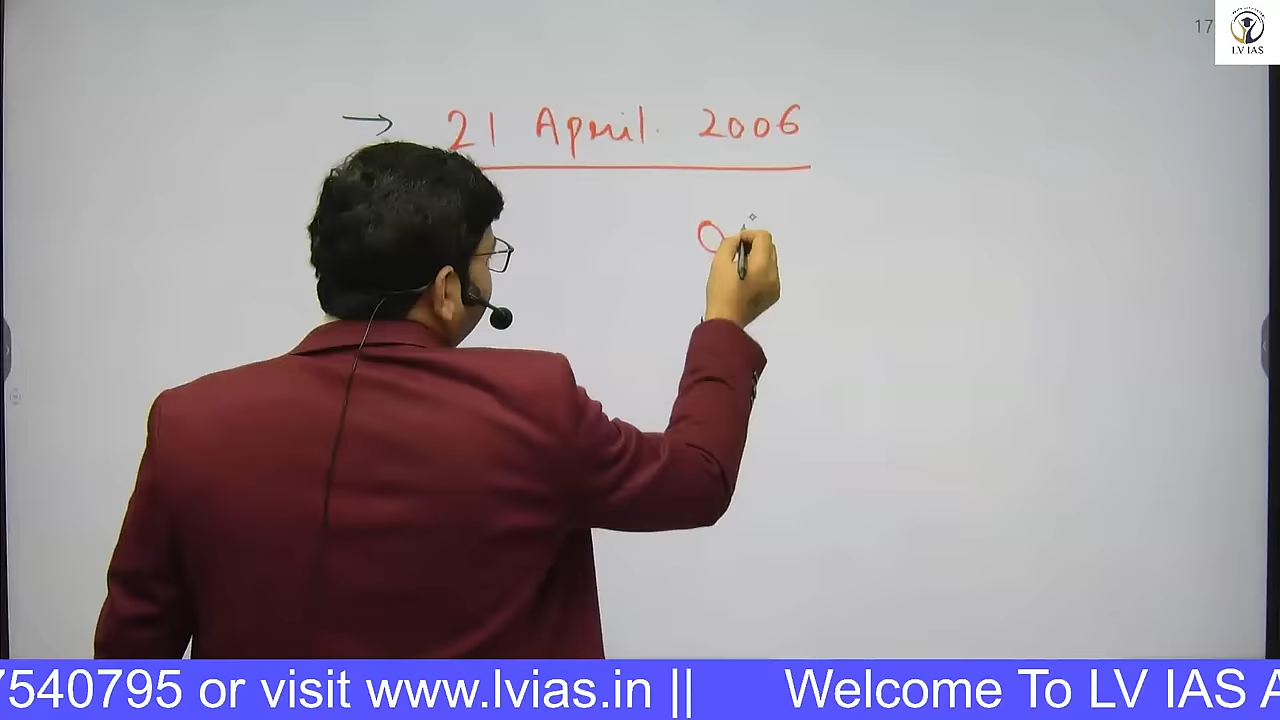 17
LV IAS
→ 21 April. 2006
7540795 or visit www.lvias.in || Welcome To LV IAS A